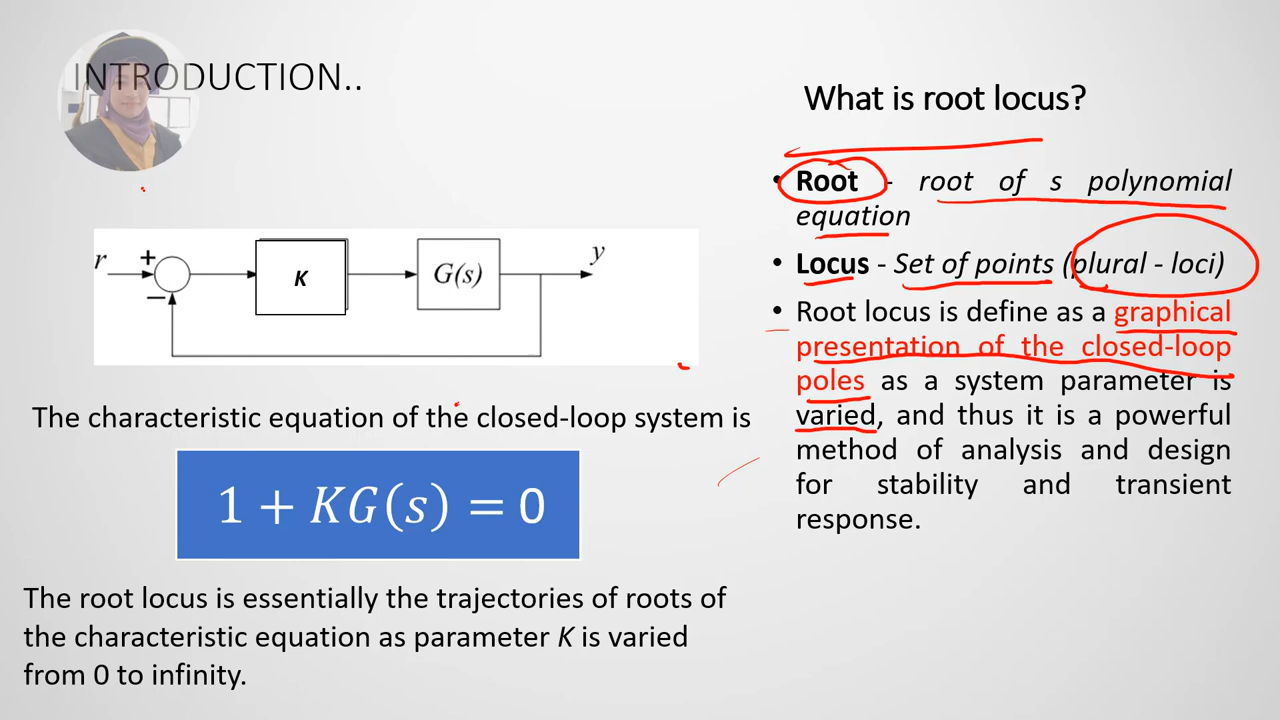 INTRODUCTION..
r
+
−
K
G(s)
y
The characteristic equation of the closed-loop system is
1 + KG(s) = 0
The root locus is essentially the trajectories of roots of
the characteristic equation as parameter K is varied
from 0 to infinity.
What is root locus?
• Root - root of s polynomial
equation
• Locus - Set of points (plural - loci)
• Root locus is define as a graphical
presentation of the closed-loop
poles as a system parameter is
varied, and thus it is a powerful
method of analysis and design
for stability and transient
response.